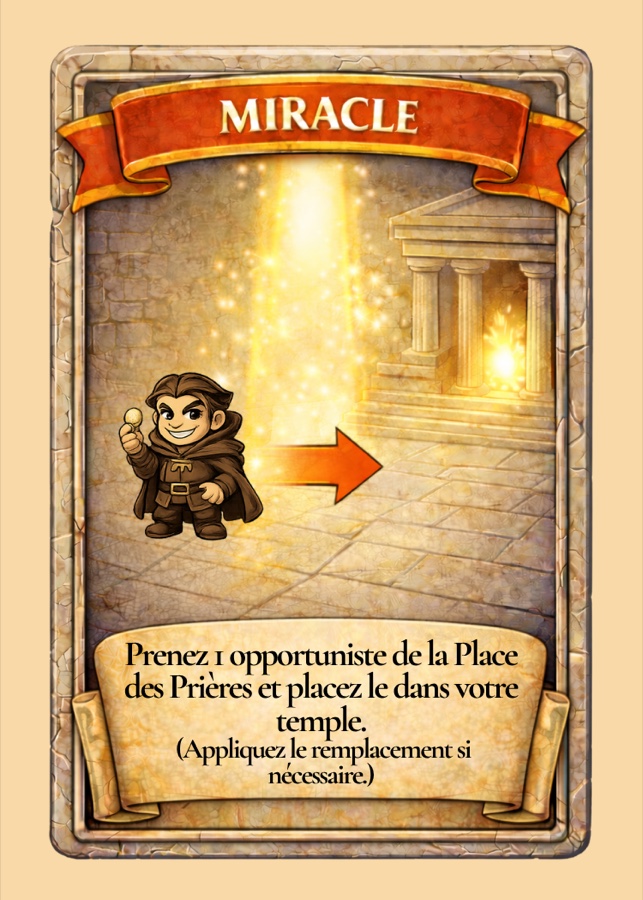 MIRACLE
Prenez 1 opportuniste de la Place
des Prières et placez le dans votre
temple.
(Appliquez le remplacement si
nécessaire.)